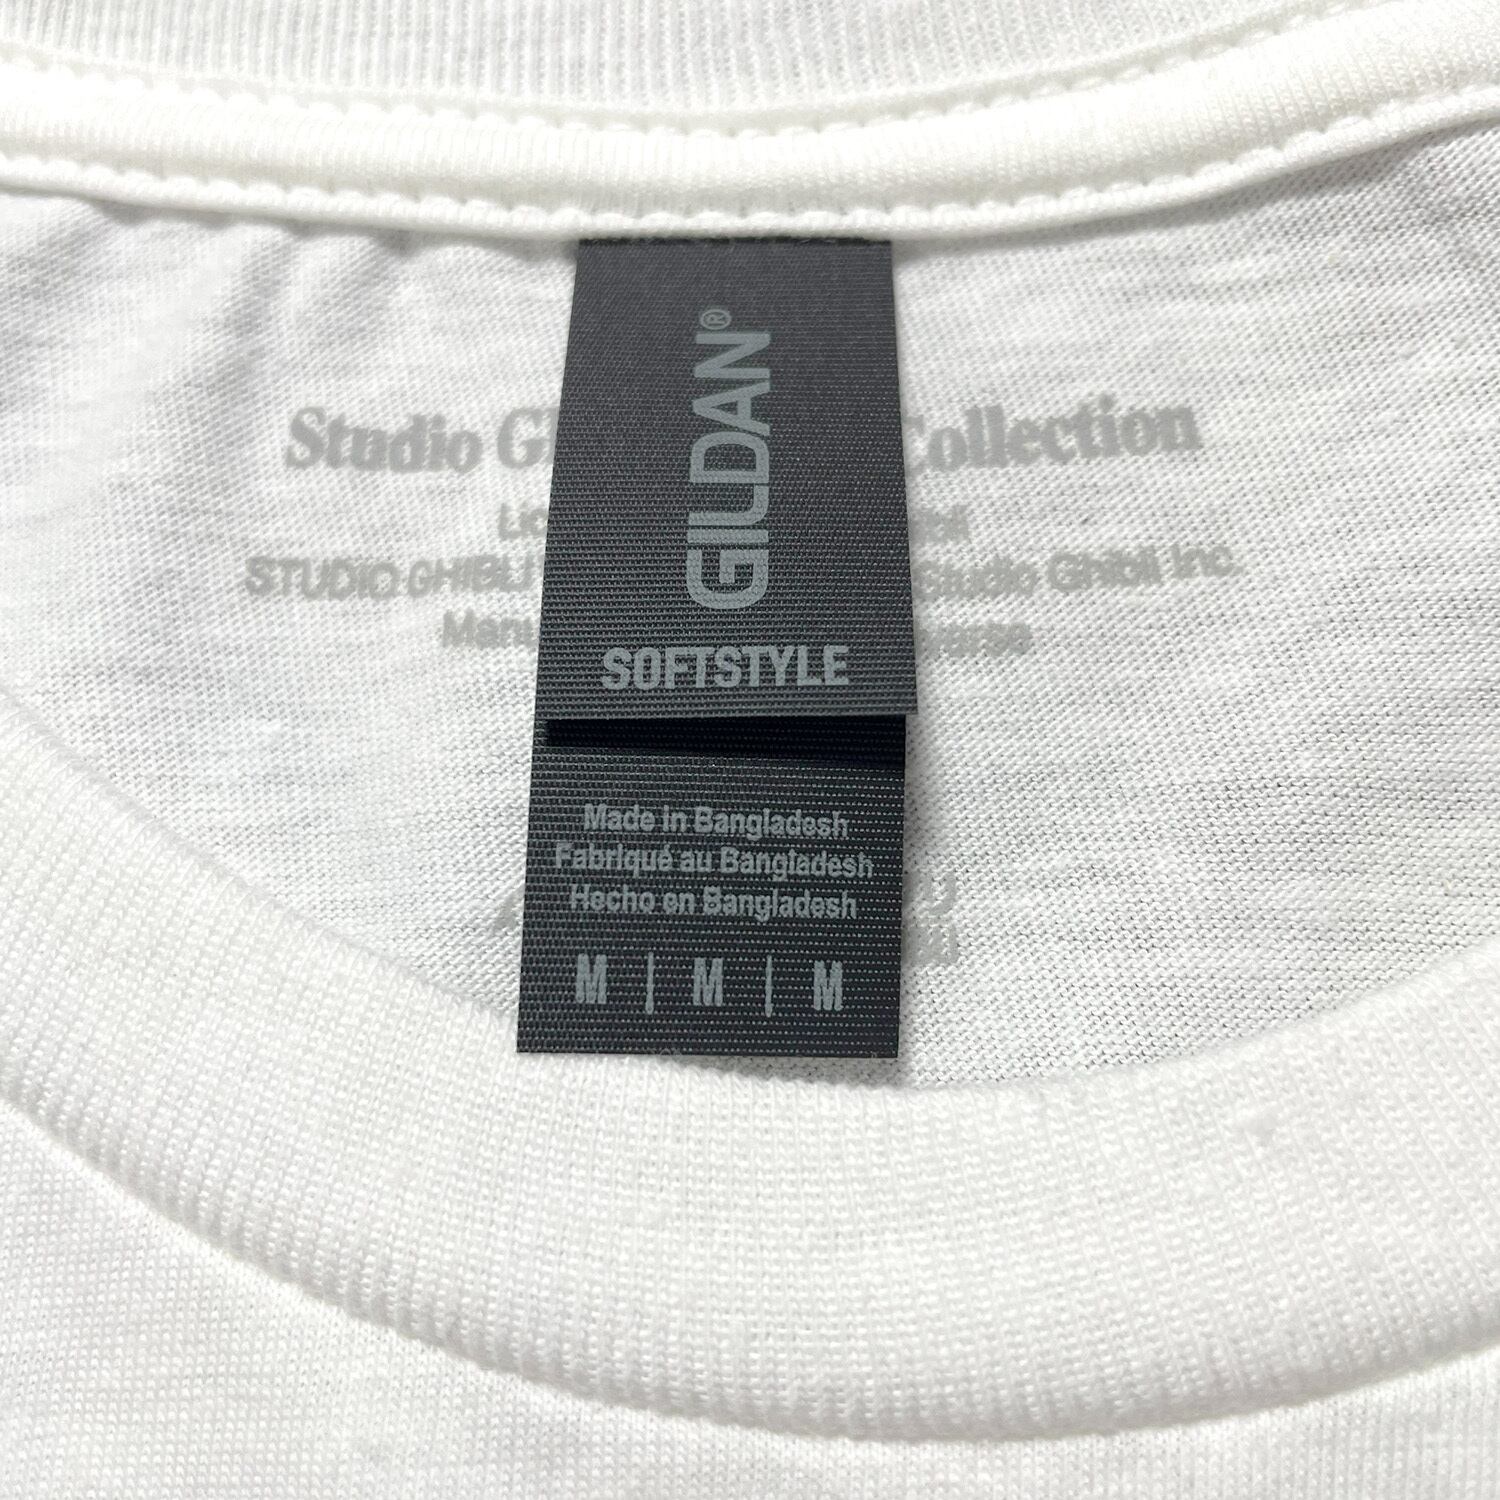 GILDAN®
SOFTSTYLE
Made in Bangladesh
Fabriqué au Bangladesh
Hecho en Bangladesh
M | M | M
Studio Collection
STUDIO GHIBLI Studio Ghibli Inc.